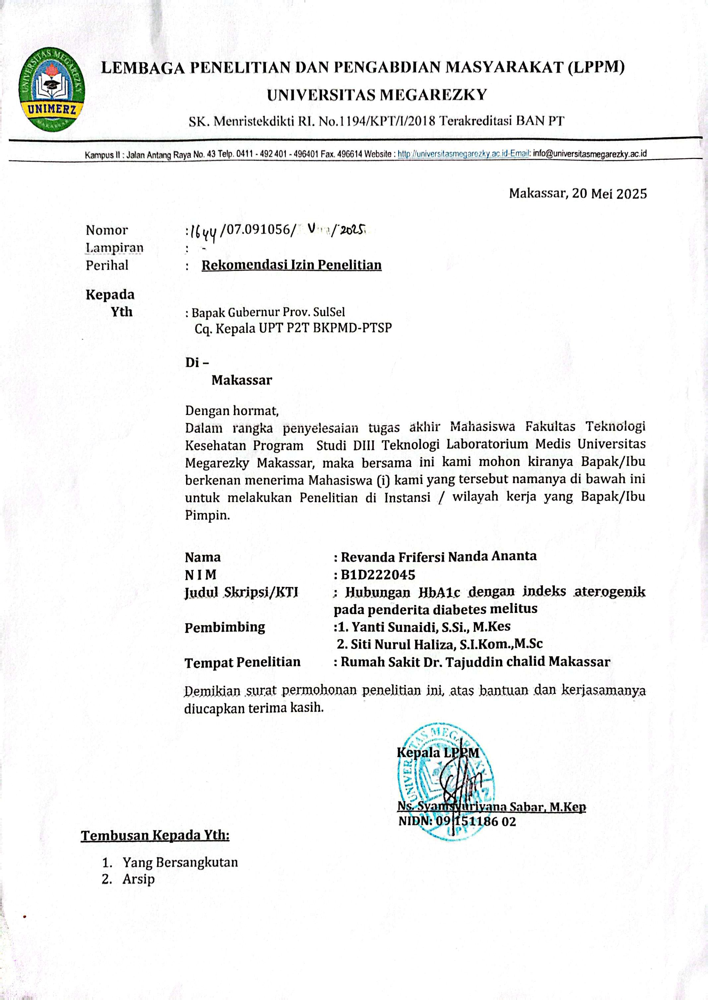 UNIVERSITAS MEGAREZKY
UNIMERZ
MAKASSAR
LEMBAGA PENELITIAN DAN PENGABDIAN MASYARAKAT (LPPM)
UNIVERSITAS MEGAREZKY
SK. Menristekdikti RI. No.1194/KPT/I/2018 Terakreditasi BAN PT
Kampus II : Jalan Antang Raya No. 43 Telp. 0411 - 492 401 - 496401 Fax. 496614 Website : http://universitasmegarezky.ac.id-Email: info@universitasmegarezky.ac.id
Makassar, 20 Mei 2025
Nomor : 1644 /07.091056/ V / 2025
Lampiran : -
Perihal : Rekomendasi Izin Penelitian
Kepada
Yth : Bapak Gubernur Prov. SulSel
Cq. Kepala UPT P2T BKPMD-PTSP
Di –
Makassar
Dengan hormat,
Dalam rangka penyelesaian tugas akhir Mahasiswa Fakultas Teknologi
Kesehatan Program Studi DIII Teknologi Laboratorium Medis Universitas
Megarezky Makassar, maka bersama ini kami mohon kiranya Bapak/Ibu
berkenan menerima Mahasiswa (i) kami yang tersebut namanya di bawah ini
untuk melakukan Penelitian di Instansi / wilayah kerja yang Bapak/Ibu
Pimpin.
Nama : Revanda Frifersi Nanda Ananta
N I M : B1D222045
Judul Skripsi/KTI : Hubungan HbA1c dengan indeks aterogenik
pada penderita diabetes melitus
Pembimbing :1. Yanti Sunaidi, S.Si., M.Kes
2. Siti Nurul Haliza, S.I.Kom.,M.Sc
Tempat Penelitian : Rumah Sakit Dr. Tajuddin chalid Makassar
Demikian surat permohonan penelitian ini, atas bantuan dan kerjasamanya
diucapkan terima kasih.
Kepala LPPM
UNIVERSITAS MEGAREZKY
Ns. Syamsyuriyana Sabar, M.Kep
NIDN: 09 151186 02
Tembusan Kepada Yth:
1. Yang Bersangkutan
2. Arsip